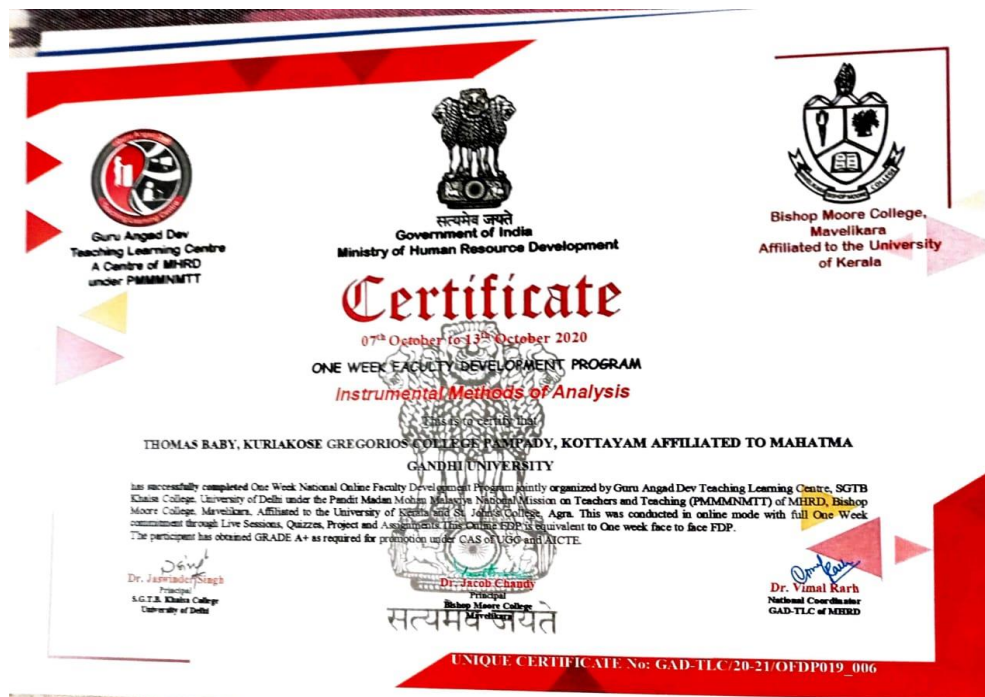 Guru Angad Dev
Teaching Learning Centre
A Centre of MHRD
under PMMMNMTT
सत्यमेव जयते
Government of India
Ministry of Human Resource Development
Bishop Moore College,
Mavelikara
Affiliated to the University
of Kerala
Certificate
07th October to 13th October 2020
ONE WEEK FACULTY DEVELOPMENT PROGRAM
Instrumental Methods of Analysis
This is to certify that
THOMAS BABY, KURIAKOSE GREGORIOS COLLEGE PAMPADY, KOTTAYAM AFFILIATED TO MAHATMA
GANDHI UNIVERSITY
has successfully completed One Week National Online Faculty Development Program jointly organized by Guru Angad Dev Teaching Learning Centre, SGTB
Khalsa College, University of Delhi under the Pandit Madan Mohan Malaviya National Mission on Teachers and Teaching (PMMMNMTT) of MHRD, Bishop
Moore College, Mavelikara, Affiliated to the University of Kerala and St. John's College, Agra. This was conducted in online mode with full One Week
commitment through Live Sessions, Quizzes, Project and Assignments. This Online FDP is equivalent to One week face to face FDP.
The participant has obtained GRADE A+ as required for promotion under CAS of UGC and AICTE.
Dr. Jaswinder Singh
Principal
S.G.T.B. Khalsa College
University of Delhi
Dr. Jacob Chandy
Principal
Bishop Moore College
Mavelikara
Dr. Vimal Rarh
National Coordinator
GAD-TLC of MHRD
सत्यमेव जयते
UNIQUE CERTIFICATE No: GAD-TLC/20-21/OFDP019_006